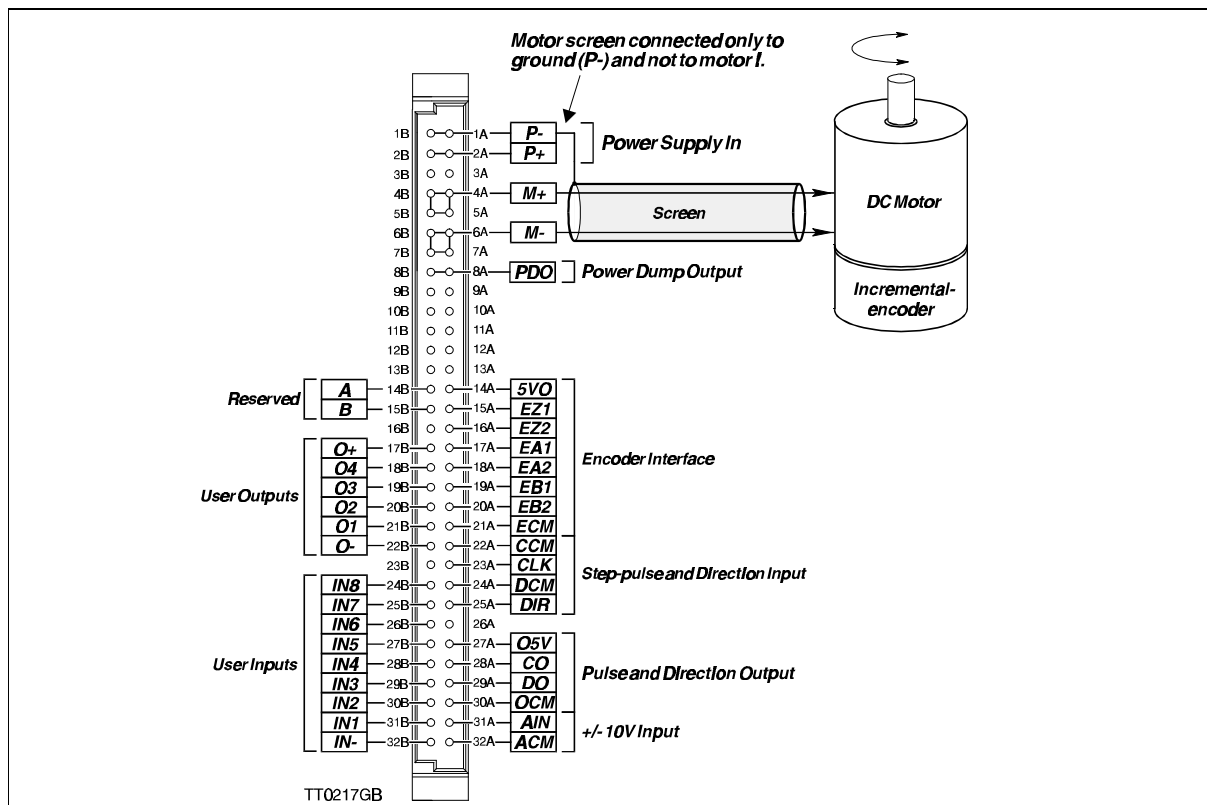 Motor screen connected only to
ground (P-) and not to motor I.
1B 1A P-
2B 2A P+
Power Supply In
3B 3A
4B 4A M+
5B 5A
Screen
6B 6A M-
7B 7A
8B 8A PDO
Power Dump Output
DC Motor
Incremental-
encoder
9B 9A
10B 10A
11B 11A
12B 12A
13B 13A
Reserved
A 14B 14A 5VO
B 15B 15A EZ1
16B 16A EZ2
O+ 17B 17A EA1
Encoder Interface
O4 18B 18A EA2
O3 19B 19A EB1
User Outputs
O2 20B 20A EB2
O1 21B 21A ECM
O- 22B 22A CCM
23B 23A CLK
Step-pulse and Direction Input
IN8 24B 24A DCM
IN7 25B 25A DIR
IN6 26B 26A
IN5 27B 27A O5V
User Inputs
IN4 28B 28A CO
Pulse and Direction Output
IN3 29B 29A DO
IN2 30B 30A OCM
IN1 31B 31A AIN
+/- 10V Input
IN- 32B 32A ACM
TT0217GB